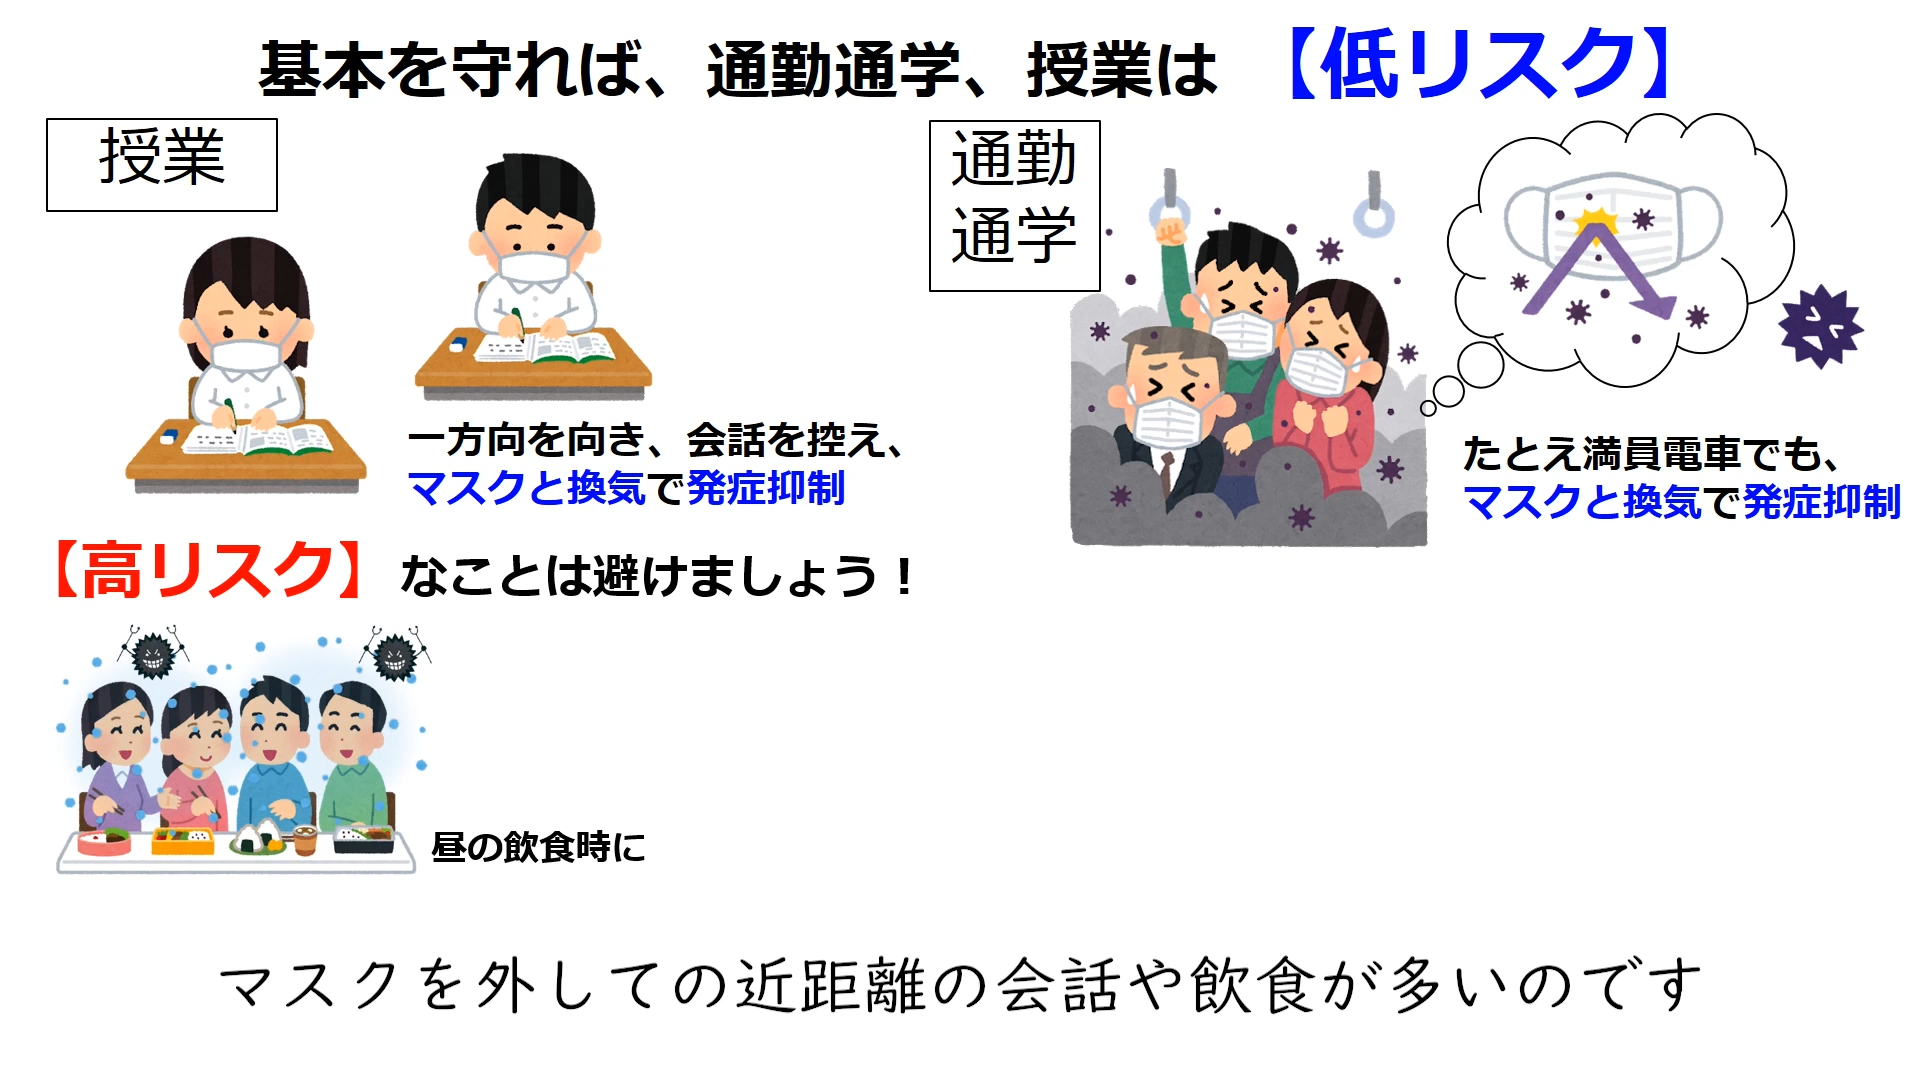 基本を守れば、通勤通学、授業は【低リスク】
授業
通勤
通学
一方向を向き、会話を控え、
マスクと換気で発症抑制
たとえ満員電車でも、
マスクと換気で発症抑制
【高リスク】なことは避けましょう！
昼の飲食時に
マスクを外しての近距離の会話や飲食が多いのです